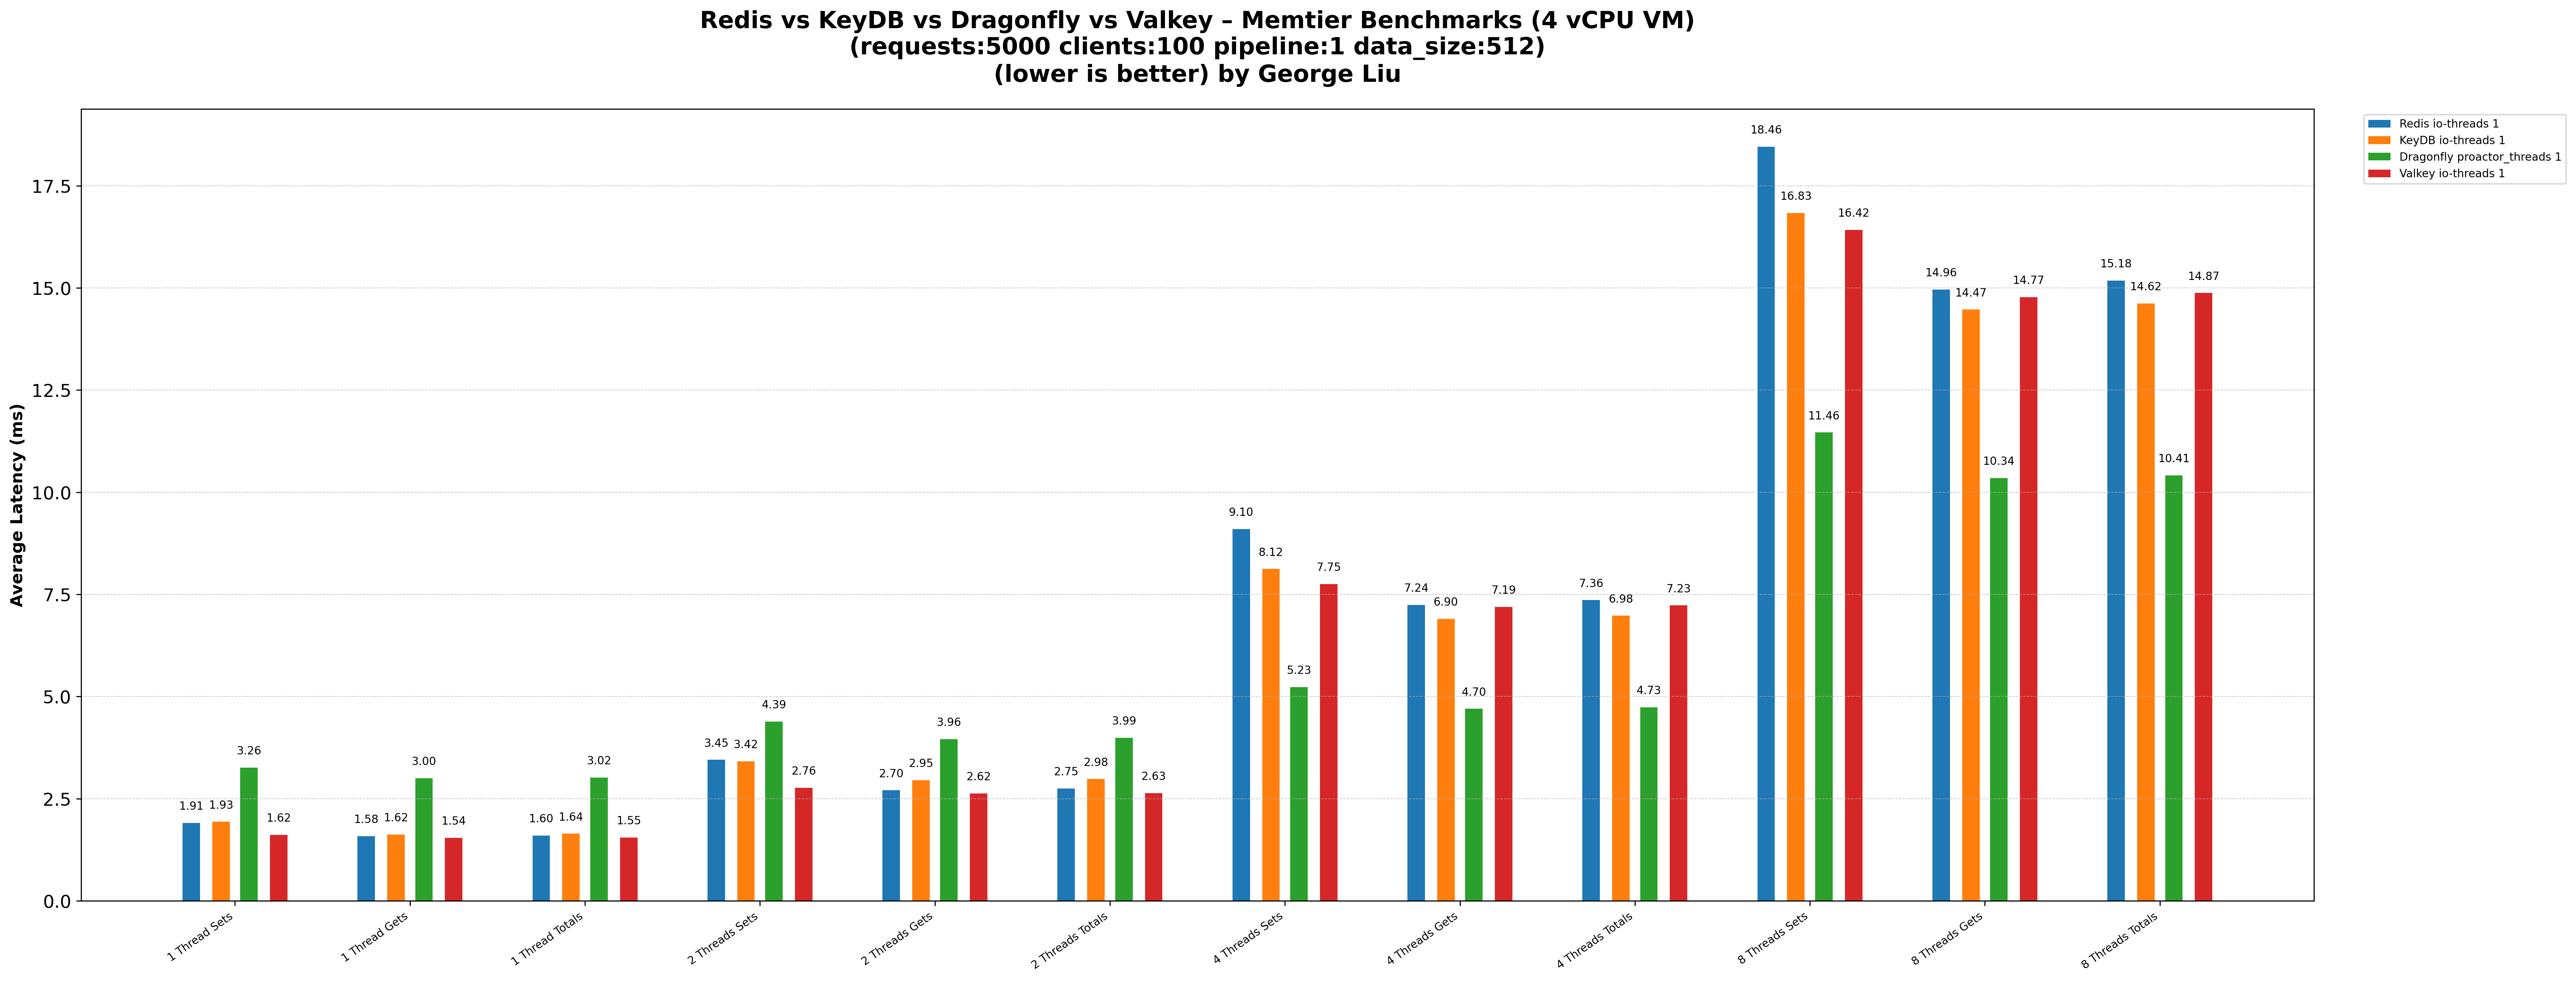 Redis vs KeyDB vs Dragonfly vs Valkey – Memtier Benchmarks (4 vCPU VM)
(requests:5000 clients:100 pipeline:1 data_size:512)
(lower is better) by George Liu
Redis io-threads 1
KeyDB io-threads 1
Dragonfly proactor_threads 1
Valkey io-threads 1
Average Latency (ms)
17.5
15.0
12.5
10.0
7.5
5.0
2.5
0.0
1.91 1.93 3.26 1.62
1.58 1.62 3.00 1.54
1.60 1.64 3.02 1.55
3.45 3.42 4.39 2.76
2.70 2.95 3.96 2.62
2.75 2.98 3.99 2.63
9.10 8.12 5.23 7.75
7.24 6.90 4.70 7.19
7.36 6.98 4.73 7.23
18.46 16.83 11.46 16.42
14.96 14.47 10.34 14.77
15.18 14.62 10.41 14.87
1 Thread Sets
1 Thread Gets
1 Thread Totals
2 Threads Sets
2 Threads Gets
2 Threads Totals
4 Threads Sets
4 Threads Gets
4 Threads Totals
8 Threads Sets
8 Threads Gets
8 Threads Totals